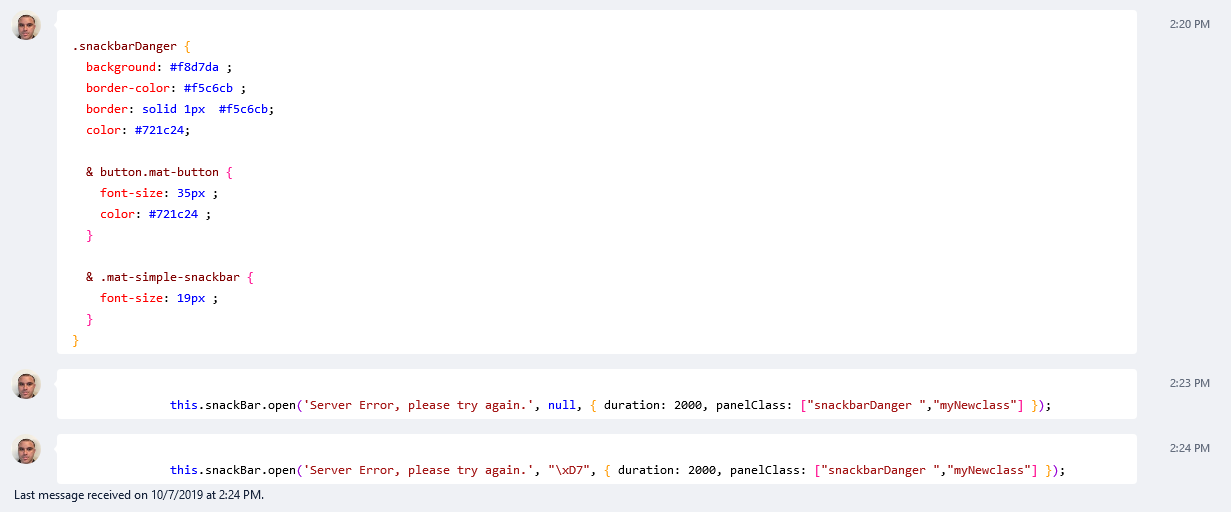 2:20 PM
.snackbarDanger {
  background: #f8d7da ;
  border-color: #f5c6cb ;
  border: solid 1px  #f5c6cb;
  color: #721c24;

  & button.mat-button {
    font-size: 35px ;
    color: #721c24 ;
  }

  & .mat-simple-snackbar {
    font-size: 19px ;
  }
}
2:23 PM
this.snackBar.open('Server Error, please try again.', null, { duration: 2000, panelClass: ["snackbarDanger ","myNewclass"] });
2:24 PM
this.snackBar.open('Server Error, please try again.', "\xD7", { duration: 2000, panelClass: ["snackbarDanger ","myNewclass"] });
Last message received on 10/7/2019 at 2:24 PM.